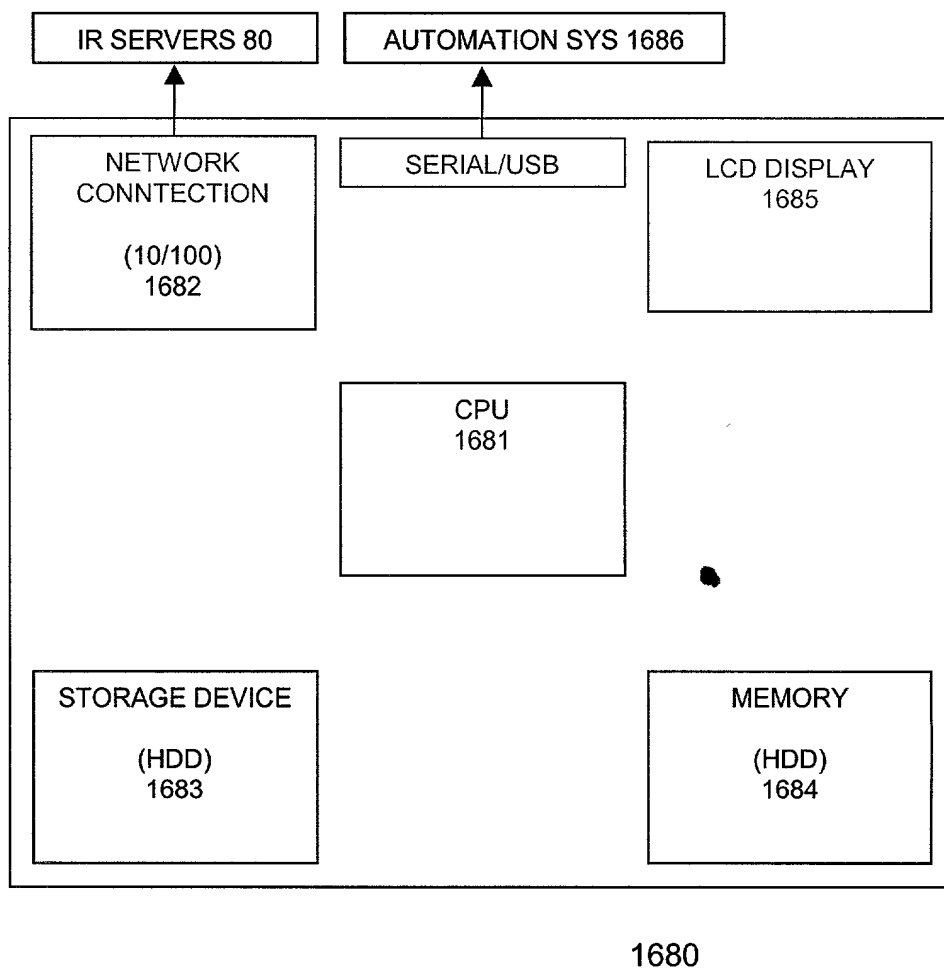 IR SERVERS 80
AUTOMATION SYS 1686
NETWORK
CONNTECTION
(10/100)
1682
SERIAL/USB
LCD DISPLAY
1685
CPU
1681
STORAGE DEVICE
(HDD)
1683
MEMORY
(HDD)
1684
1680